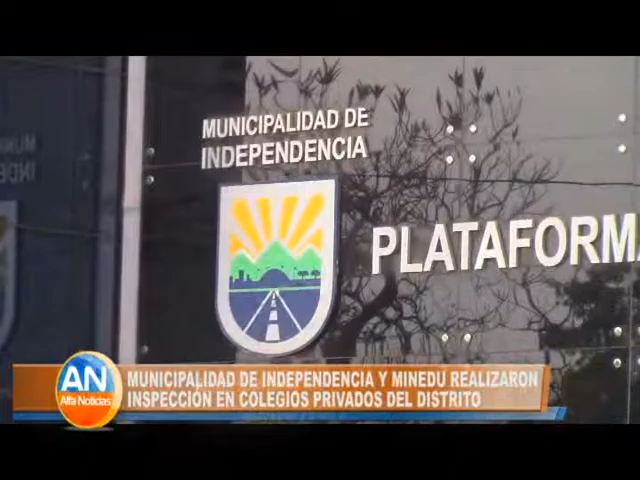 MUNICIPALIDAD DE
INDEPENDENCIA
PLATAFORMA
AN
Alfa Noticias
MUNICIPALIDAD DE INDEPENDENCIA Y MINEDU REALIZARON
INSPECCIÓN EN COLEGIOS PRIVADOS DEL DISTRITO